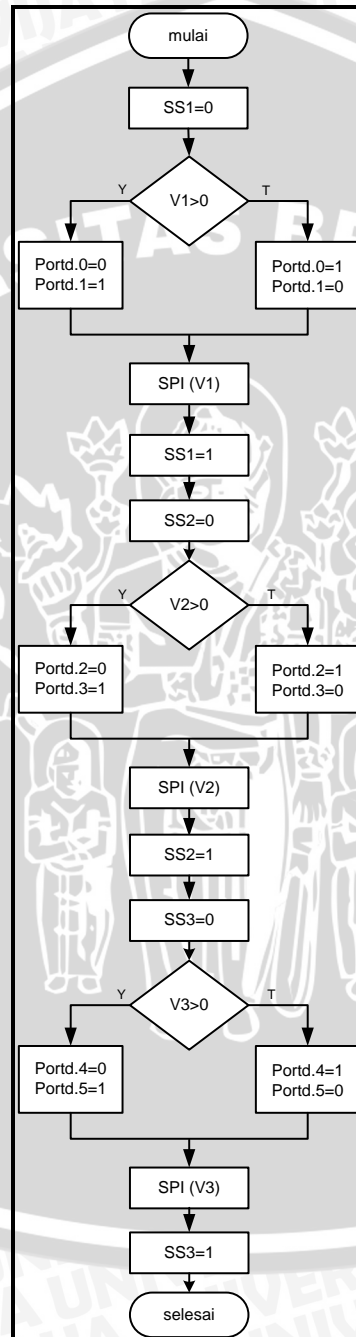 mulai
SS1=0
V1>0
Y
T
Portd.0=0
Portd.1=1
Portd.0=1
Portd.1=0
SPI (V1)
SS1=1
SS2=0
V2>0
Y
T
Portd.2=0
Portd.3=1
Portd.2=1
Portd.3=0
SPI (V2)
SS2=1
SS3=0
V3>0
Y
T
Portd.4=0
Portd.5=1
Portd.4=1
Portd.5=0
SPI (V3)
SS3=1
selesai